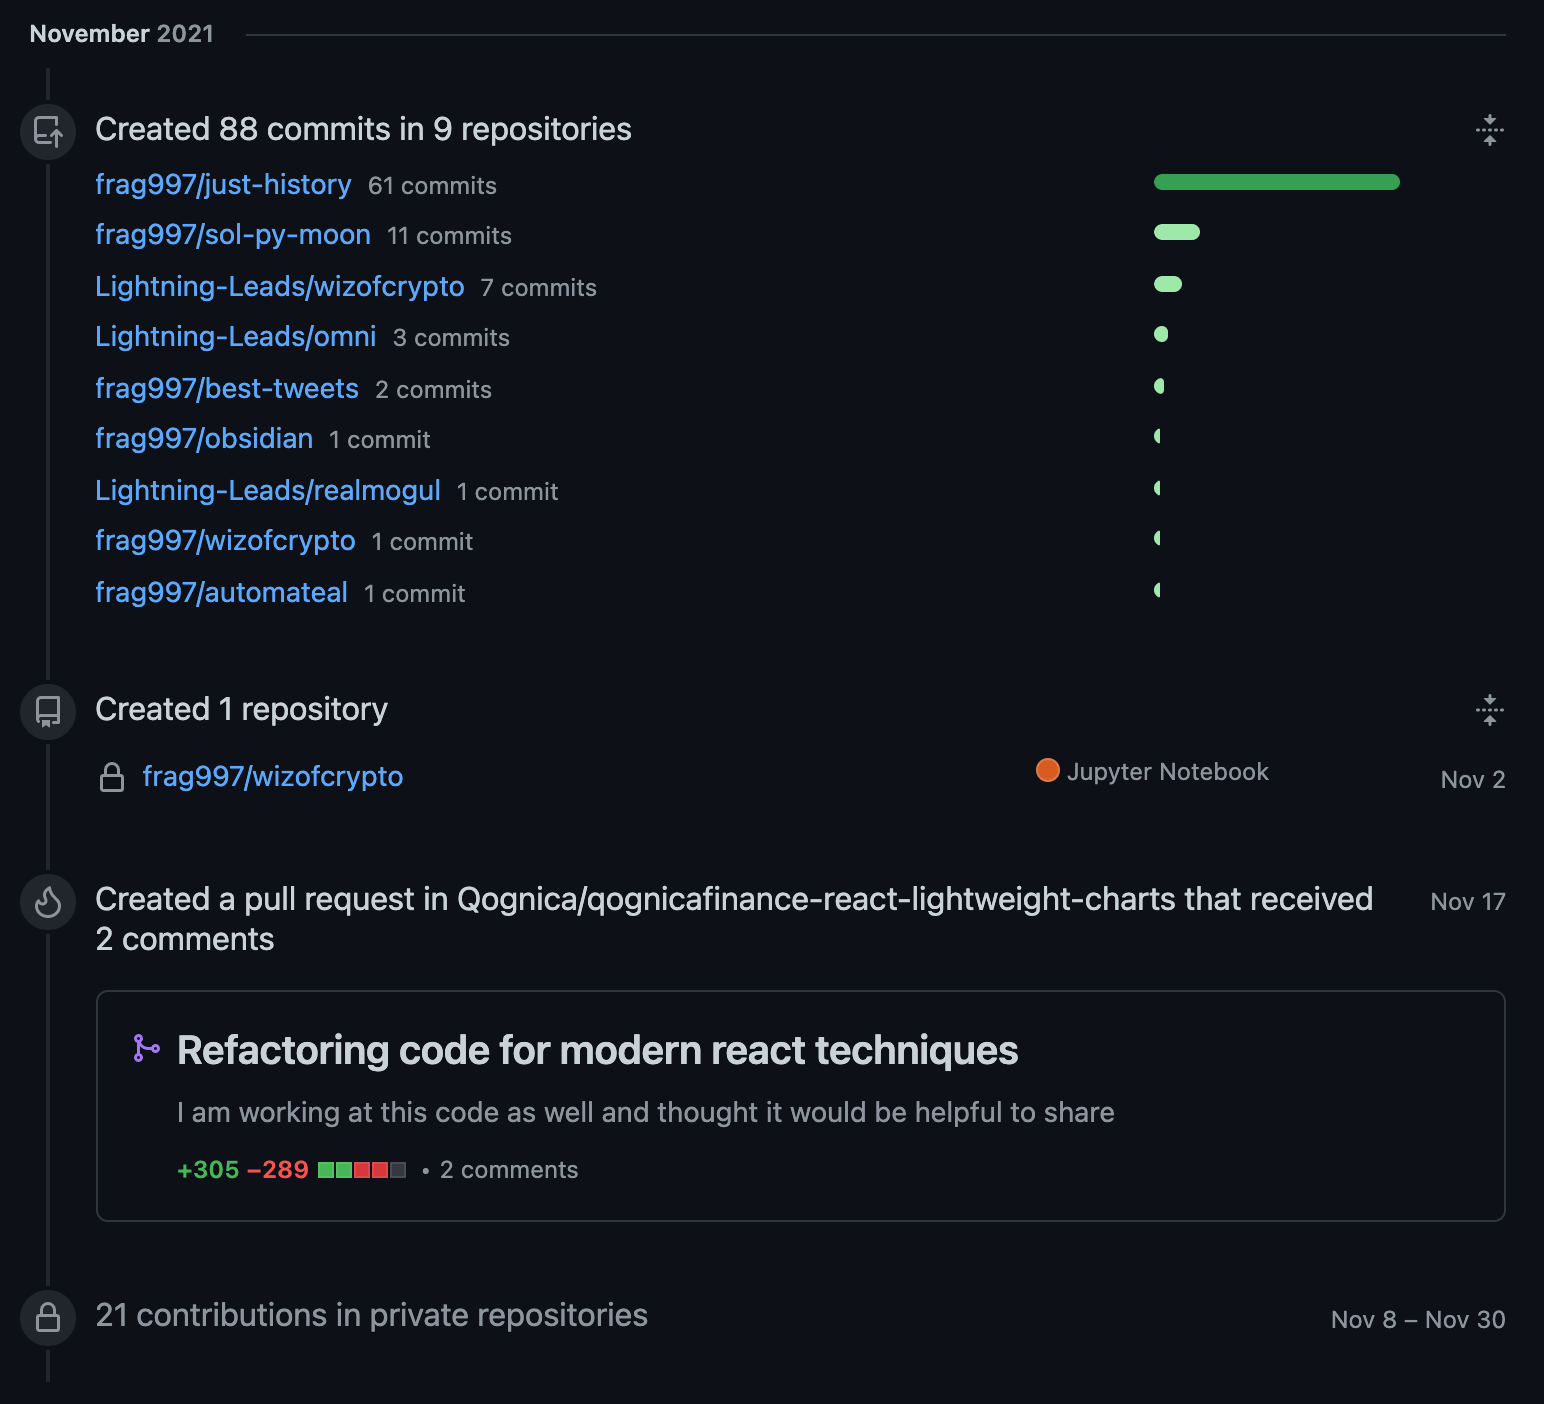 November 2021
Created 88 commits in 9 repositories
frag997/just-history 61 commits
frag997/sol-py-moon 11 commits
Lightning-Leads/wizofcrypto 7 commits
Lightning-Leads/omni 3 commits
frag997/best-tweets 2 commits
frag997/obsidian 1 commit
Lightning-Leads/realmogul 1 commit
frag997/wizofcrypto 1 commit
frag997/automateal 1 commit
Created 1 repository
frag997/wizofcrypto Jupyter Notebook Nov 2
Created a pull request in Qognica/qognicafinance-react-lightweight-charts that received Nov 17
2 comments
Refactoring code for modern react techniques
I am working at this code as well and thought it would be helpful to share
+305 −289 • 2 comments
21 contributions in private repositories Nov 8 – Nov 30